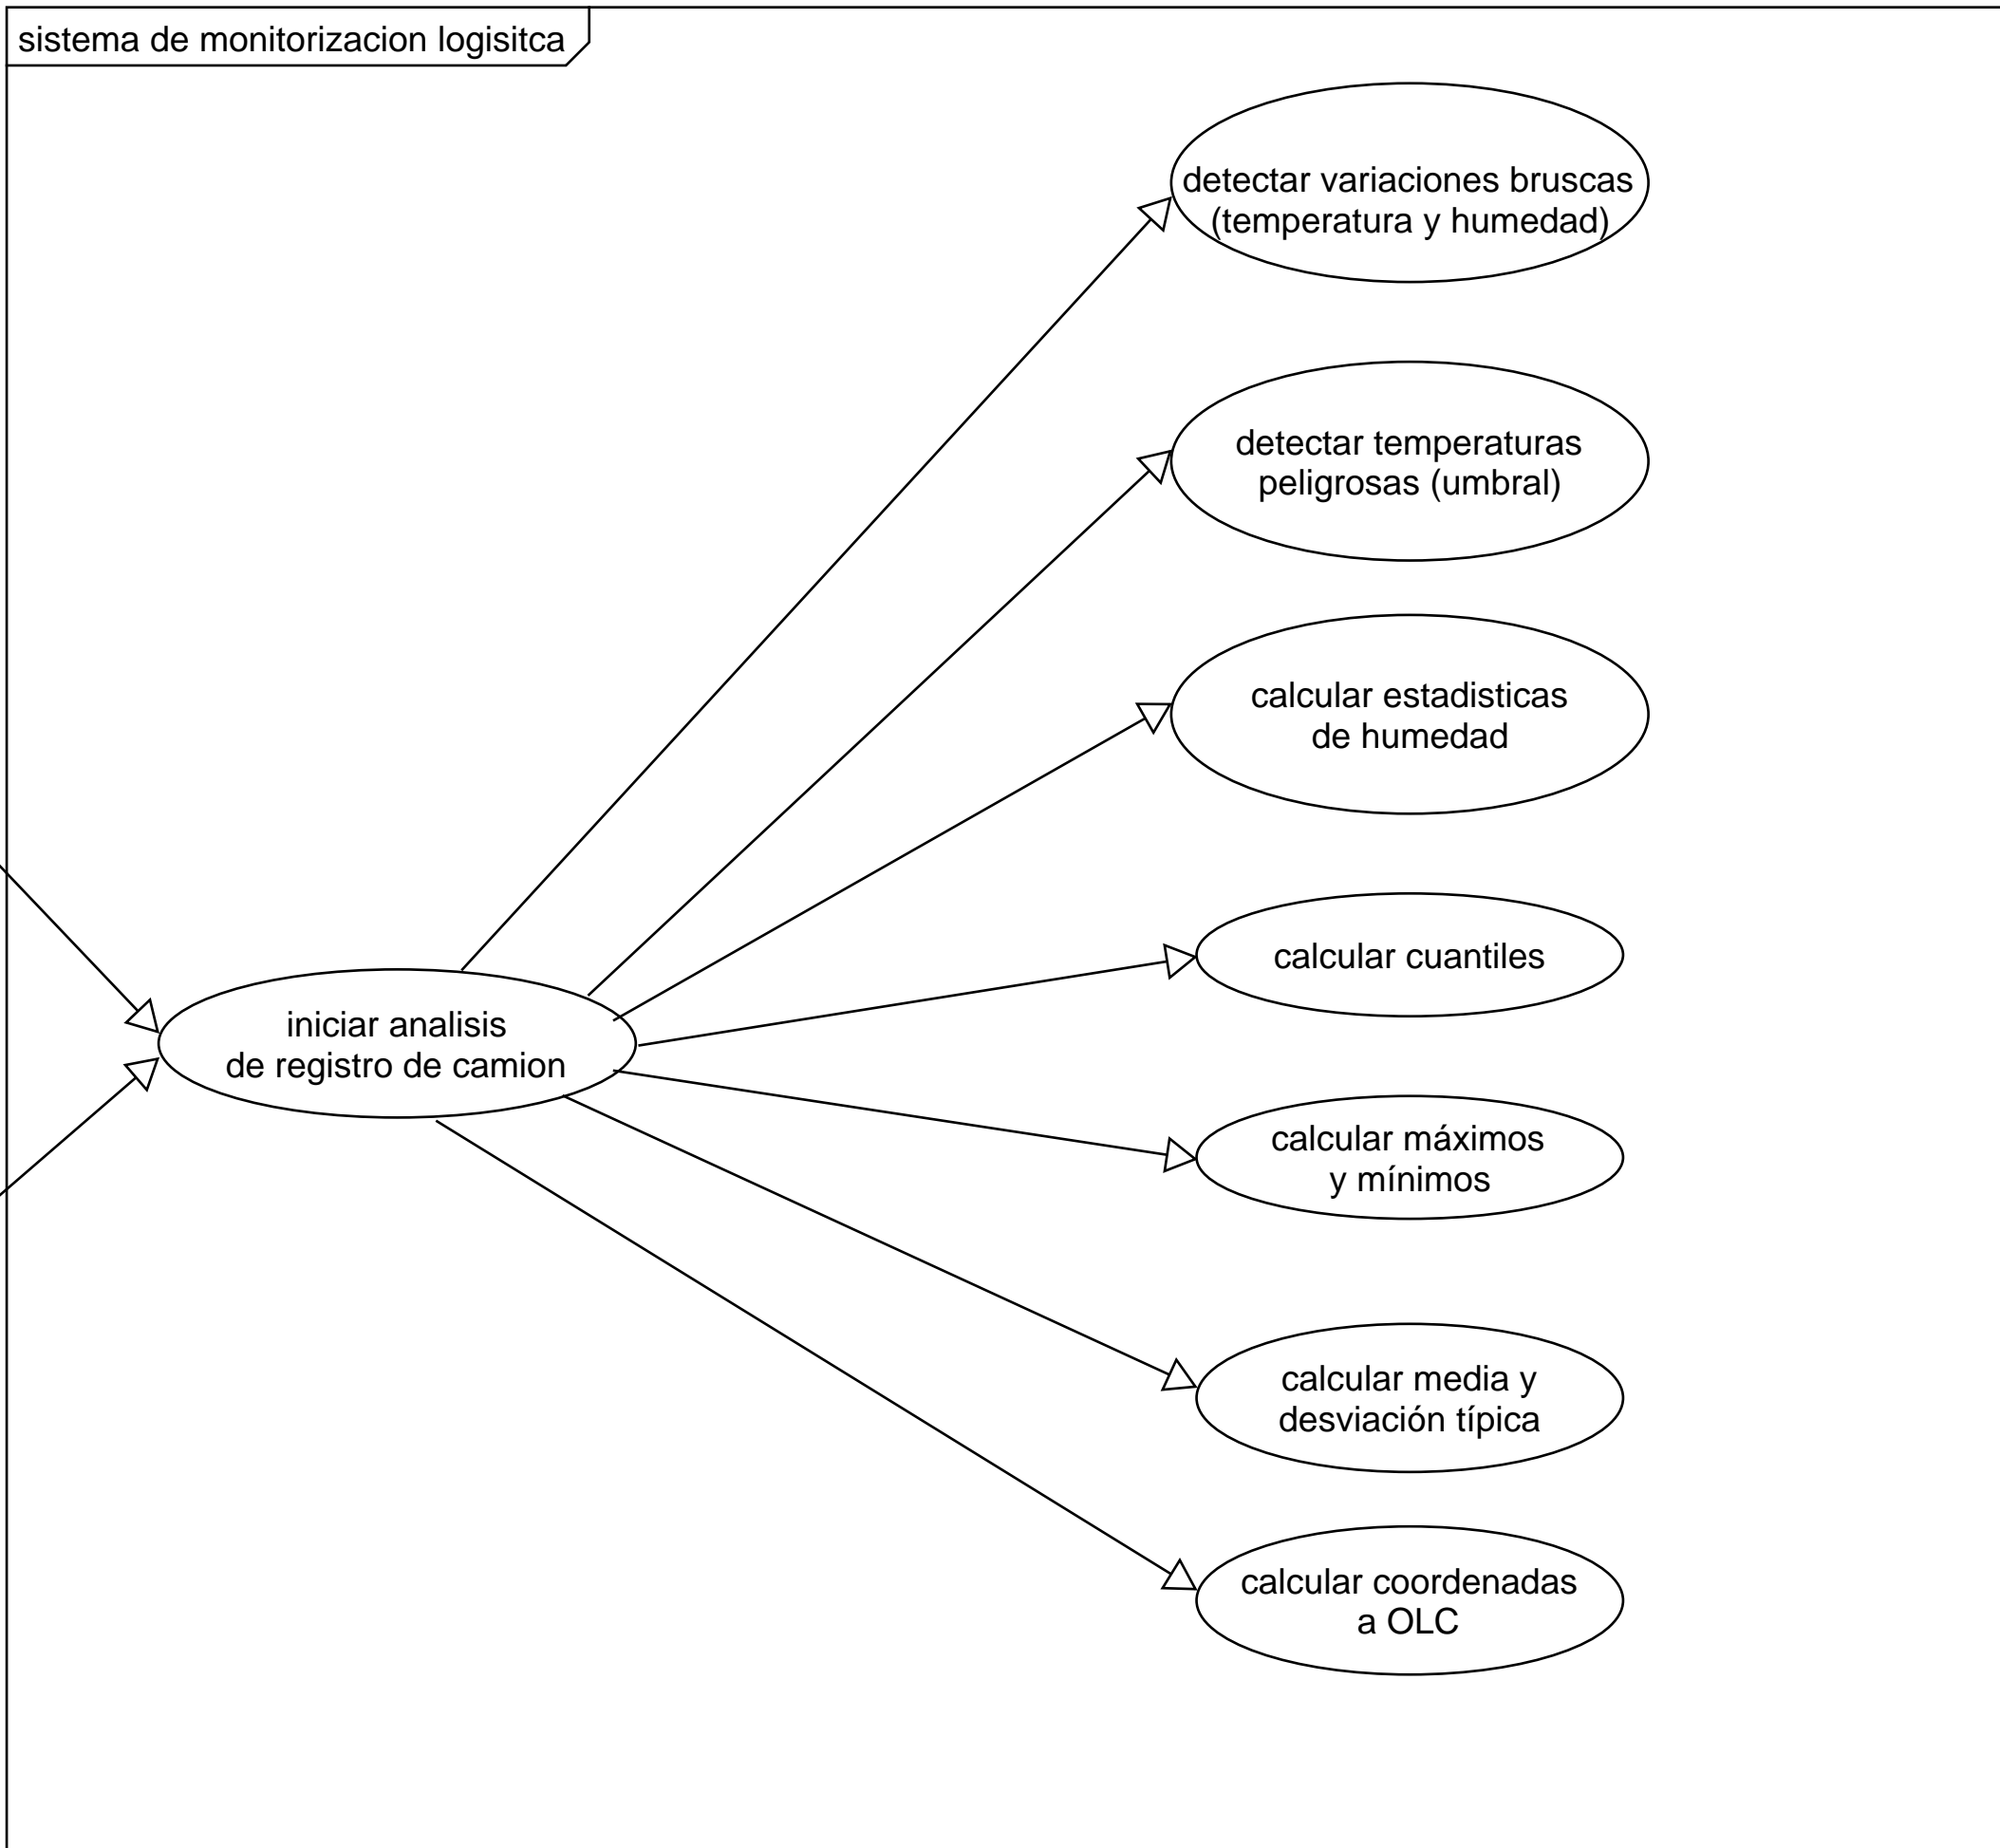 sistema de monitorizacion logisitca
detectar variaciones bruscas
(temperatura y humedad)
detectar temperaturas
peligrosas (umbral)
calcular estadisticas
de humedad
calcular cuantiles
iniciar analisis
de registro de camion
calcular máximos
y mínimos
calcular media y
desviación típica
calcular coordenadas
a OLC